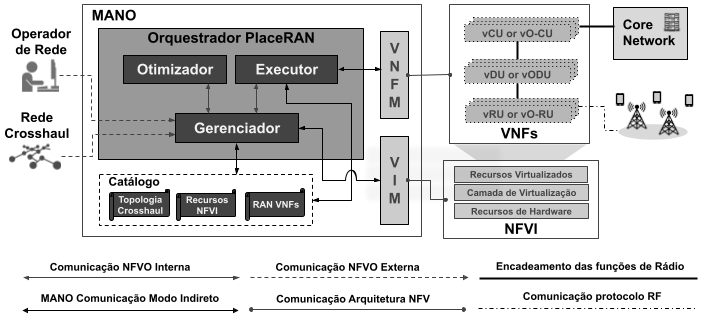 MANO
Operador
de Rede
Rede
Crosshaul
Orquestrador PlaceRAN
Otimizador
Executor
Gerenciador
Catálogo
Topologia
Crosshaul
Recursos
NFVI
RAN VNFs
V
N
F
M
V
I
M
vCU or vO-CU
vDU or vODU
vRU or vO-RU
VNFs
Core
Network
Recursos Virtualizados
Camada de Virtualização
Recursos de Hardware
NFVI
Comunicação NFVO Interna
Comunicação NFVO Externa
Encadeamento das funções de Rádio
MANO Comunicação Modo Indireto
Comunicação Arquitetura NFV
Comunicação protocolo RF